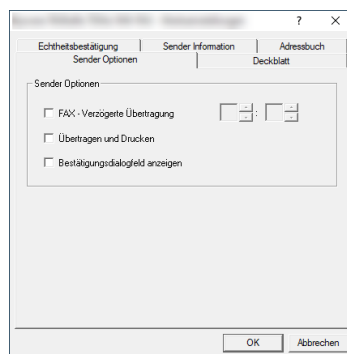 ? X
Echtheitsbestätigung Sender Information Adressbuch
Sender Optionen Deckblatt
Sender Optionen
FAX - Verzögerte Übertragung :
Übertragen und Drucken
Bestätigungsdialogfeld anzeigen
OK Abbrechen